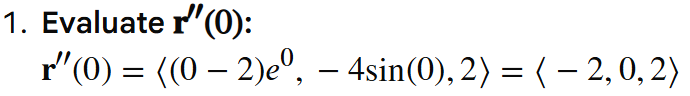 1. Evaluate r″(0):
r″(0) = ⟨(0 − 2)e⁰, − 4sin(0), 2⟩ = ⟨ − 2, 0, 2⟩